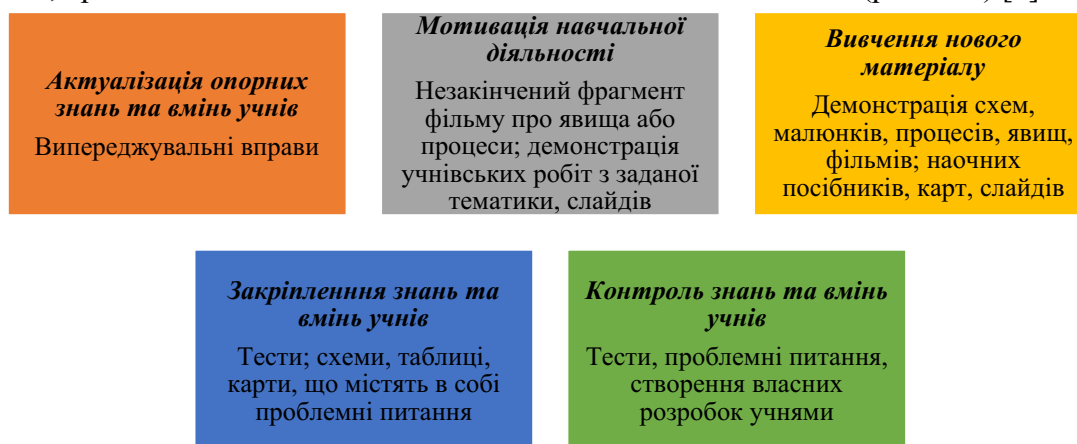 Актуалізація опорних
знань та вмінь учнів
Випереджувальні вправи
Мотивація навчальної
діяльності
Незакінчений фрагмент
фільму про явища або
процеси; демонстрація
учнівських робіт з заданої
тематики, слайдів
Вивчення нового
матеріалу
Демонстрація схем,
малюнків, процесів, явищ,
фільмів; наочних
посібників, карт, слайдів
Закріпленння знань та
вмінь учнів
Тести; схеми, таблиці,
карти, що містять в собі
проблемні питання
Контроль знань та вмінь
учнів
Тести, проблемні питання,
створення власних
розробок учнями